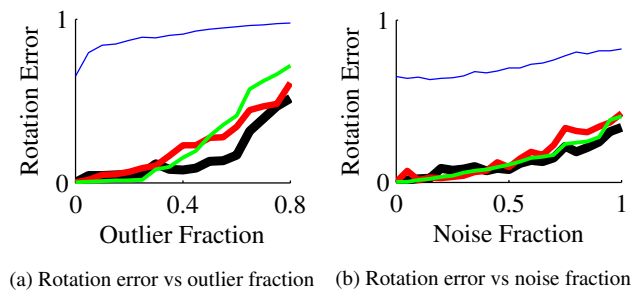 1
Rotation Error
0
0
0.4
0.8
Outlier Fraction
(a) Rotation error vs outlier fraction
1
Rotation Error
0
0
0.5
1
Noise Fraction
(b) Rotation error vs noise fraction